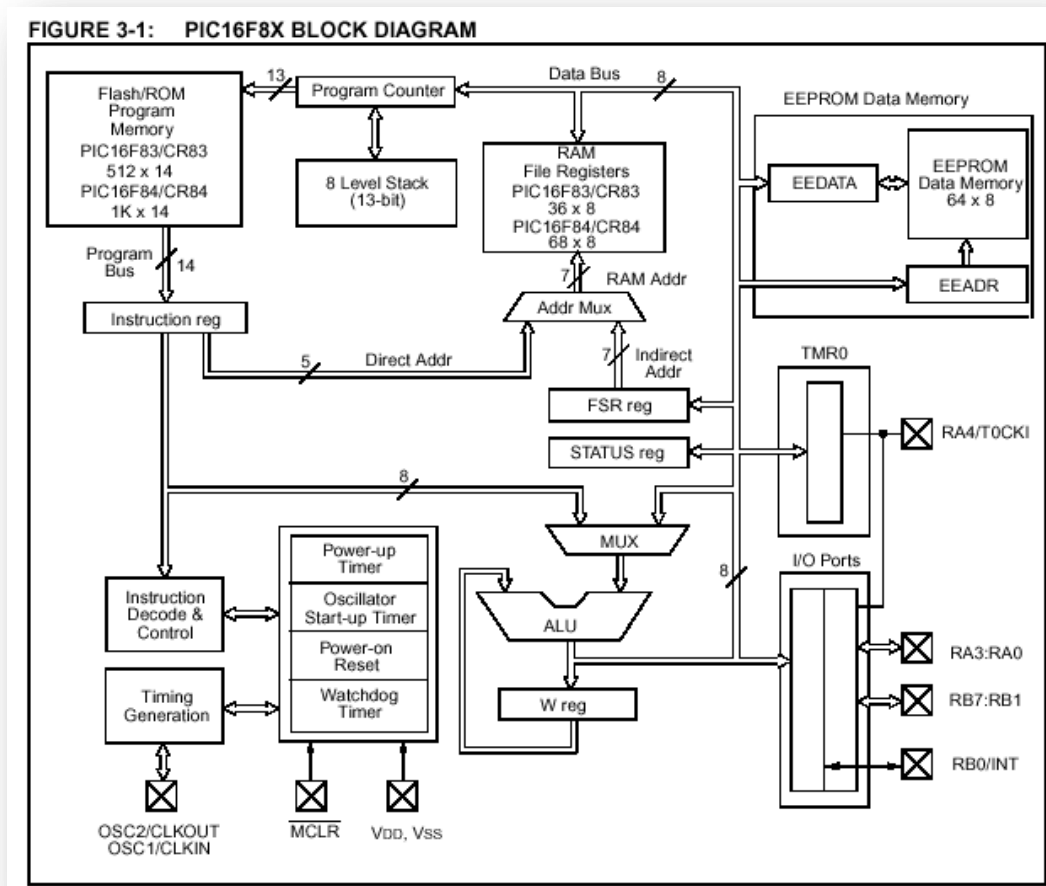 FIGURE 3-1: PIC16F8X BLOCK DIAGRAM
Flash/ROM
Program
Memory
PIC16F83/CR83
512 x 14
PIC16F84/CR84
1K x 14
13
Program Counter
8 Level Stack
(13-bit)
Data Bus
8
RAM
File Registers
PIC16F83/CR83
36 x 8
PIC16F84/CR84
68 x 8
EEPROM Data Memory
EEDATA
EEPROM
Data Memory
64 x 8
EEADR
Program
Bus
14
Instruction reg
7
RAM Addr
Addr Mux
5
Direct Addr
7
Indirect
Addr
FSR reg
STATUS reg
TMR0
RA4/T0CKI
8
MUX
8
I/O Ports
Instruction
Decode &
Control
Timing
Generation
Power-up
Timer
Oscillator
Start-up Timer
Power-on
Reset
Watchdog
Timer
ALU
W reg
RA3:RA0
RB7:RB1
RB0/INT
OSC2/CLKOUT
OSC1/CLKIN
MCLR
VDD, VSS